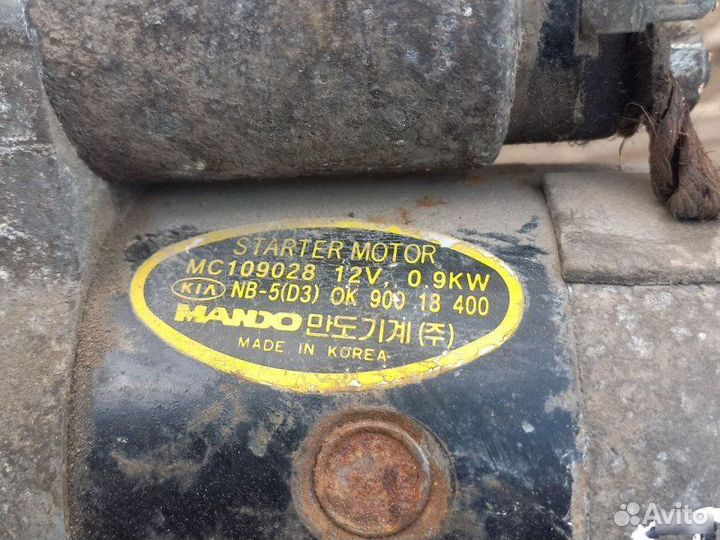 STARTER MOTOR
MC109028 12V, 0.9KW
KIA NB-5(D3) OK 900 18 400
MANDO 만도기계(주)
MADE IN KOREA
Avito